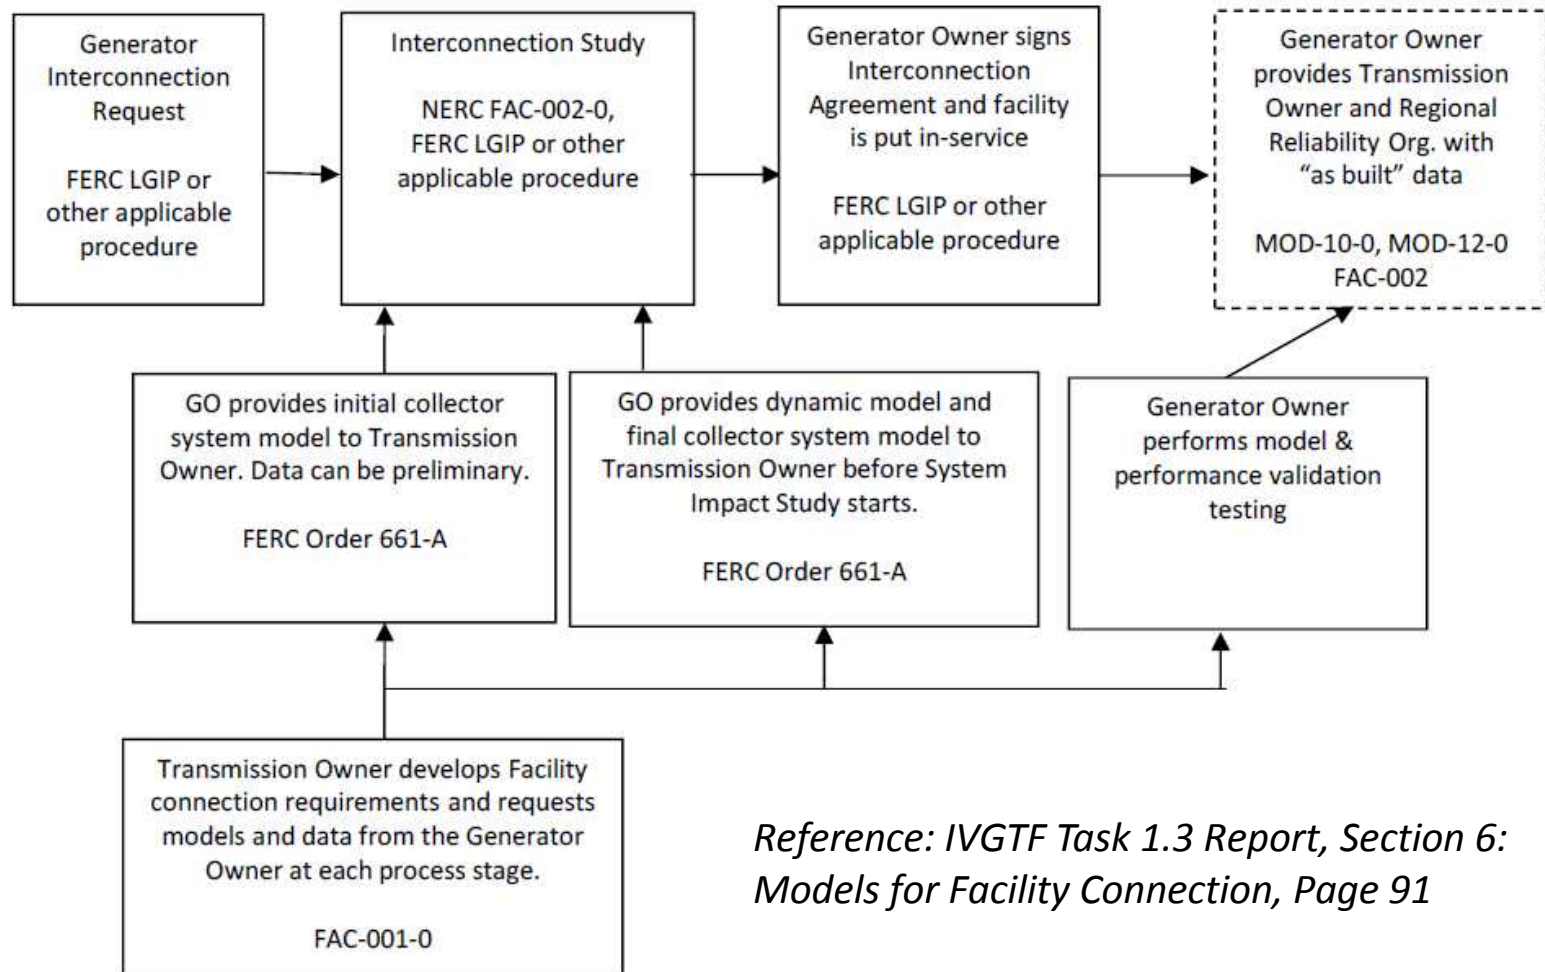 Generator
Interconnection
Request
FERC LGIP or
other applicable
procedure
Interconnection Study
NERC FAC-002-0,
FERC LGIP or other
applicable procedure
Generator Owner signs
Interconnection
Agreement and facility
is put in-service
FERC LGIP or other
applicable procedure
Generator Owner
provides Transmission
Owner and Regional
Reliability Org. with
“as built” data
MOD-10-0, MOD-12-0
FAC-002
GO provides initial collector
system model to Transmission
Owner. Data can be preliminary.
FERC Order 661-A
GO provides dynamic model and
final collector system model to
Transmission Owner before System
Impact Study starts.
FERC Order 661-A
Generator Owner
performs model &
performance validation
testing
Transmission Owner develops Facility
connection requirements and requests
models and data from the Generator
Owner at each process stage.
FAC-001-0
Reference: IVGTF Task 1.3 Report, Section 6:
Models for Facility Connection, Page 91